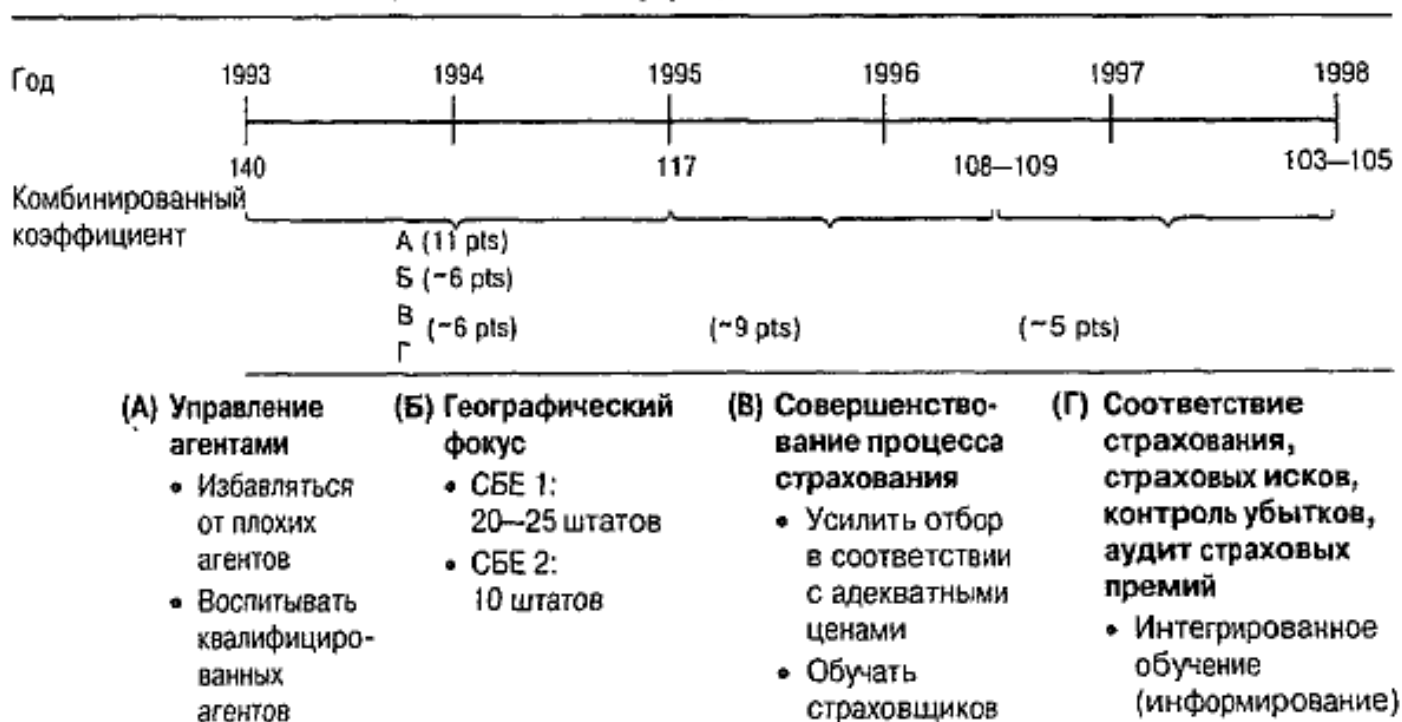 Год 1993 1994 1995 1996 1997 1998
140 117 108—109 103—105
Комбинированный
коэффициент
А (11 pts)
Б (~6 pts)
В
(~6 pts) (~9 pts) (~5 pts)
Г
(А) Управление
агентами
• Избавляться
от плохих
агентов
• Воспитывать
квалифициро-
ванных
агентов
(Б) Географический
фокус
• СБЕ 1:
20—25 штатов
• СБЕ 2:
10 штатов
(В) Совершенство-
вание процесса
страхования
• Усилить отбор
в соответствии
с адекватными
ценами
• Обучать
страховщиков
(Г) Соответствие
страхования,
страховых исков,
контроль убытков,
аудит страховых
премий
• Интегрированное
обучение
(информирование)